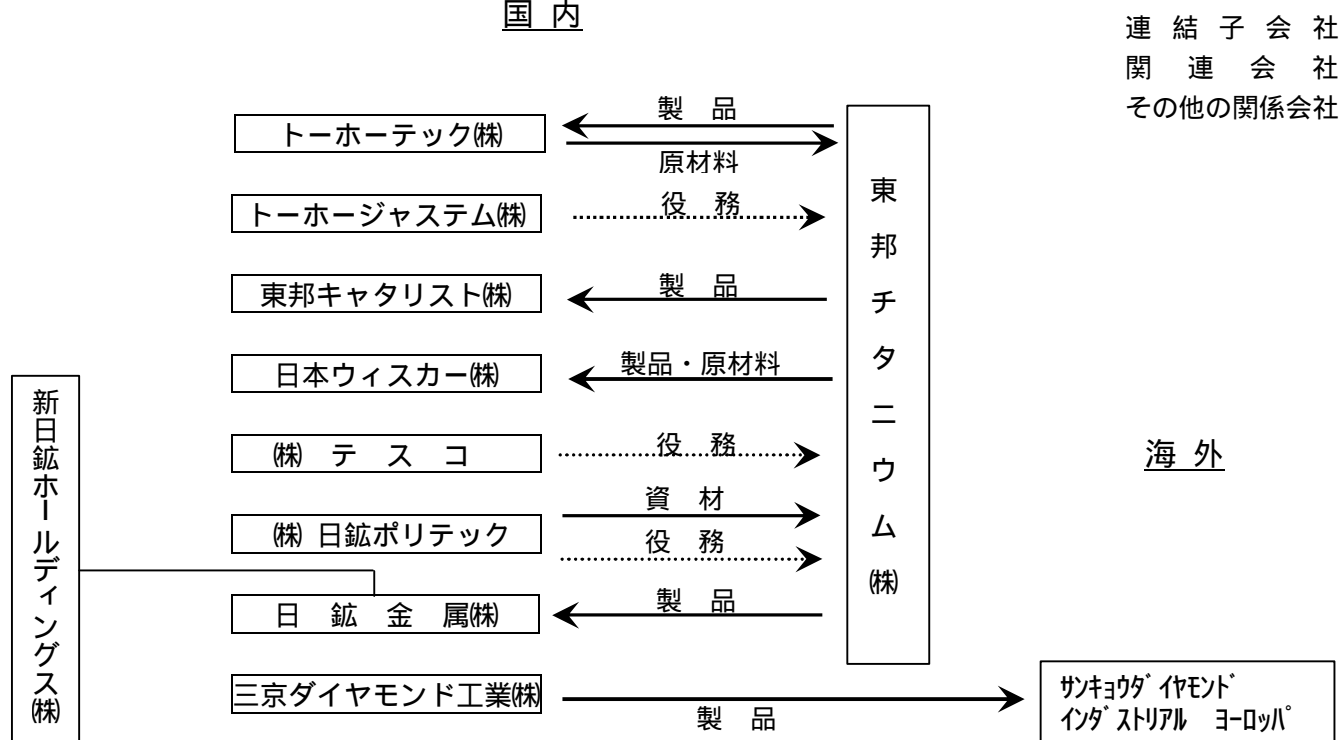 国 内
連 結 子 会 社
関 連 会 社
その他の関係会社
製 品
トーホーテック㈱
原材料
トーホージャステム㈱
役 務
東邦キャタリスト㈱
製 品
日本ウィスカー㈱
製品・原材料
㈱ テ ス コ
役 務
㈱ 日鉱ポリテック
資 材
役 務
日 鉱 金 属㈱
製 品
三京ダイヤモンド工業㈱
製 品
東邦チタニウム㈱
新日鉱ホールディングス㈱
海 外
ｻﾝｷｮｳﾀﾞｲﾔﾓﾝﾄﾞ
ｲﾝﾀﾞｽﾄﾘｱﾙ ﾖｰﾛｯﾊﾟ